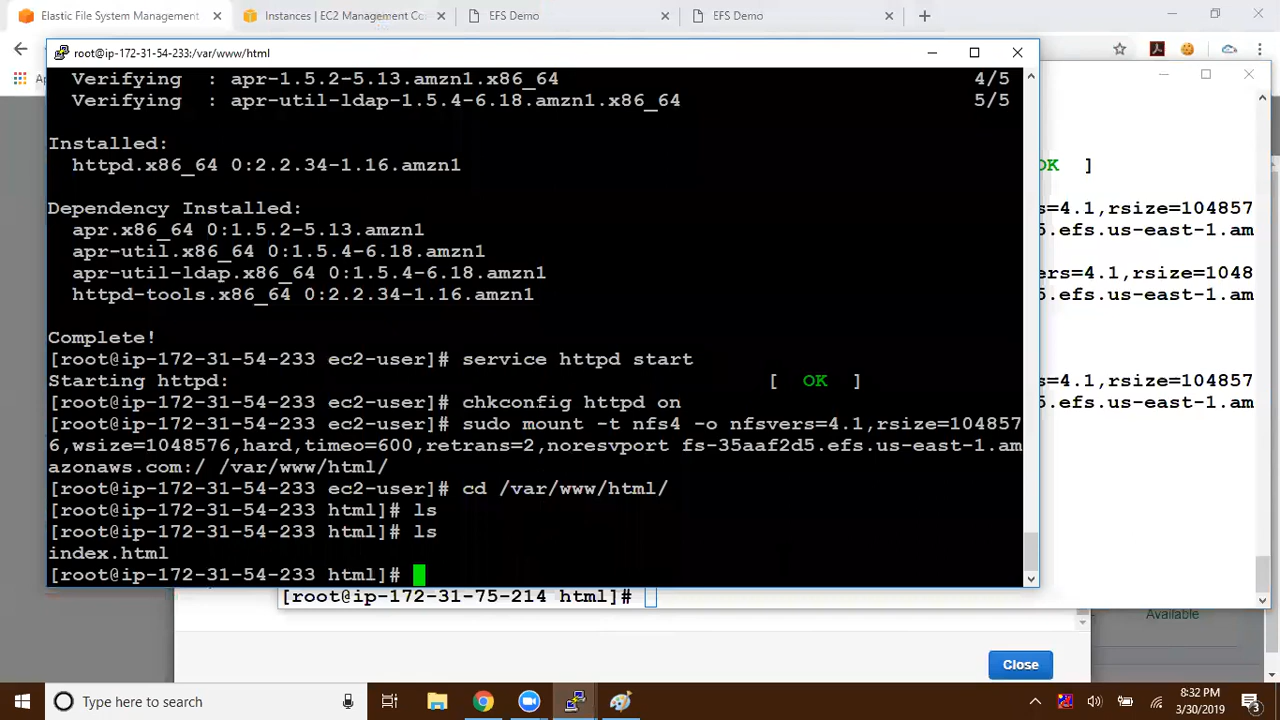 Elastic File System Management
Instances | EC2 Management Co
EFS Demo
EFS Demo
root@ip-172-31-54-233:/var/www/html
Verifying : apr-1.5.2-5.13.amzn1.x86_64 4/5
Verifying : apr-util-ldap-1.5.4-6.18.amzn1.x86_64 5/5
Installed:
httpd.x86_64 0:2.2.34-1.16.amzn1
Dependency Installed:
apr.x86_64 0:1.5.2-5.13.amzn1
apr-util.x86_64 0:1.5.4-6.18.amzn1
apr-util-ldap.x86_64 0:1.5.4-6.18.amzn1
httpd-tools.x86_64 0:2.2.34-1.16.amzn1
Complete!
[root@ip-172-31-54-233 ec2-user]# service httpd start
Starting httpd: [ OK ]
[root@ip-172-31-54-233 ec2-user]# chkconfig httpd on
[root@ip-172-31-54-233 ec2-user]# sudo mount -t nfs4 -o nfsvers=4.1,rsize=104857
6,wsize=1048576,hard,timeo=600,retrans=2,noresvport fs-35aaf2d5.efs.us-east-1.am
azonaws.com:/ /var/www/html/
[root@ip-172-31-54-233 ec2-user]# cd /var/www/html/
[root@ip-172-31-54-233 html]# ls
[root@ip-172-31-54-233 html]# ls
index.html
[root@ip-172-31-54-233 html]#
OK ]
s=4.1,rsize=104857
5.efs.us-east-1.am
ers=4.1,rsize=1048
5.efs.us-east-1.am
s=4.1,rsize=104857
5.efs.us-east-1.am
[root@ip-172-31-75-214 html]#
Available
Close
Type here to search
8:32 PM
3/30/2019
3